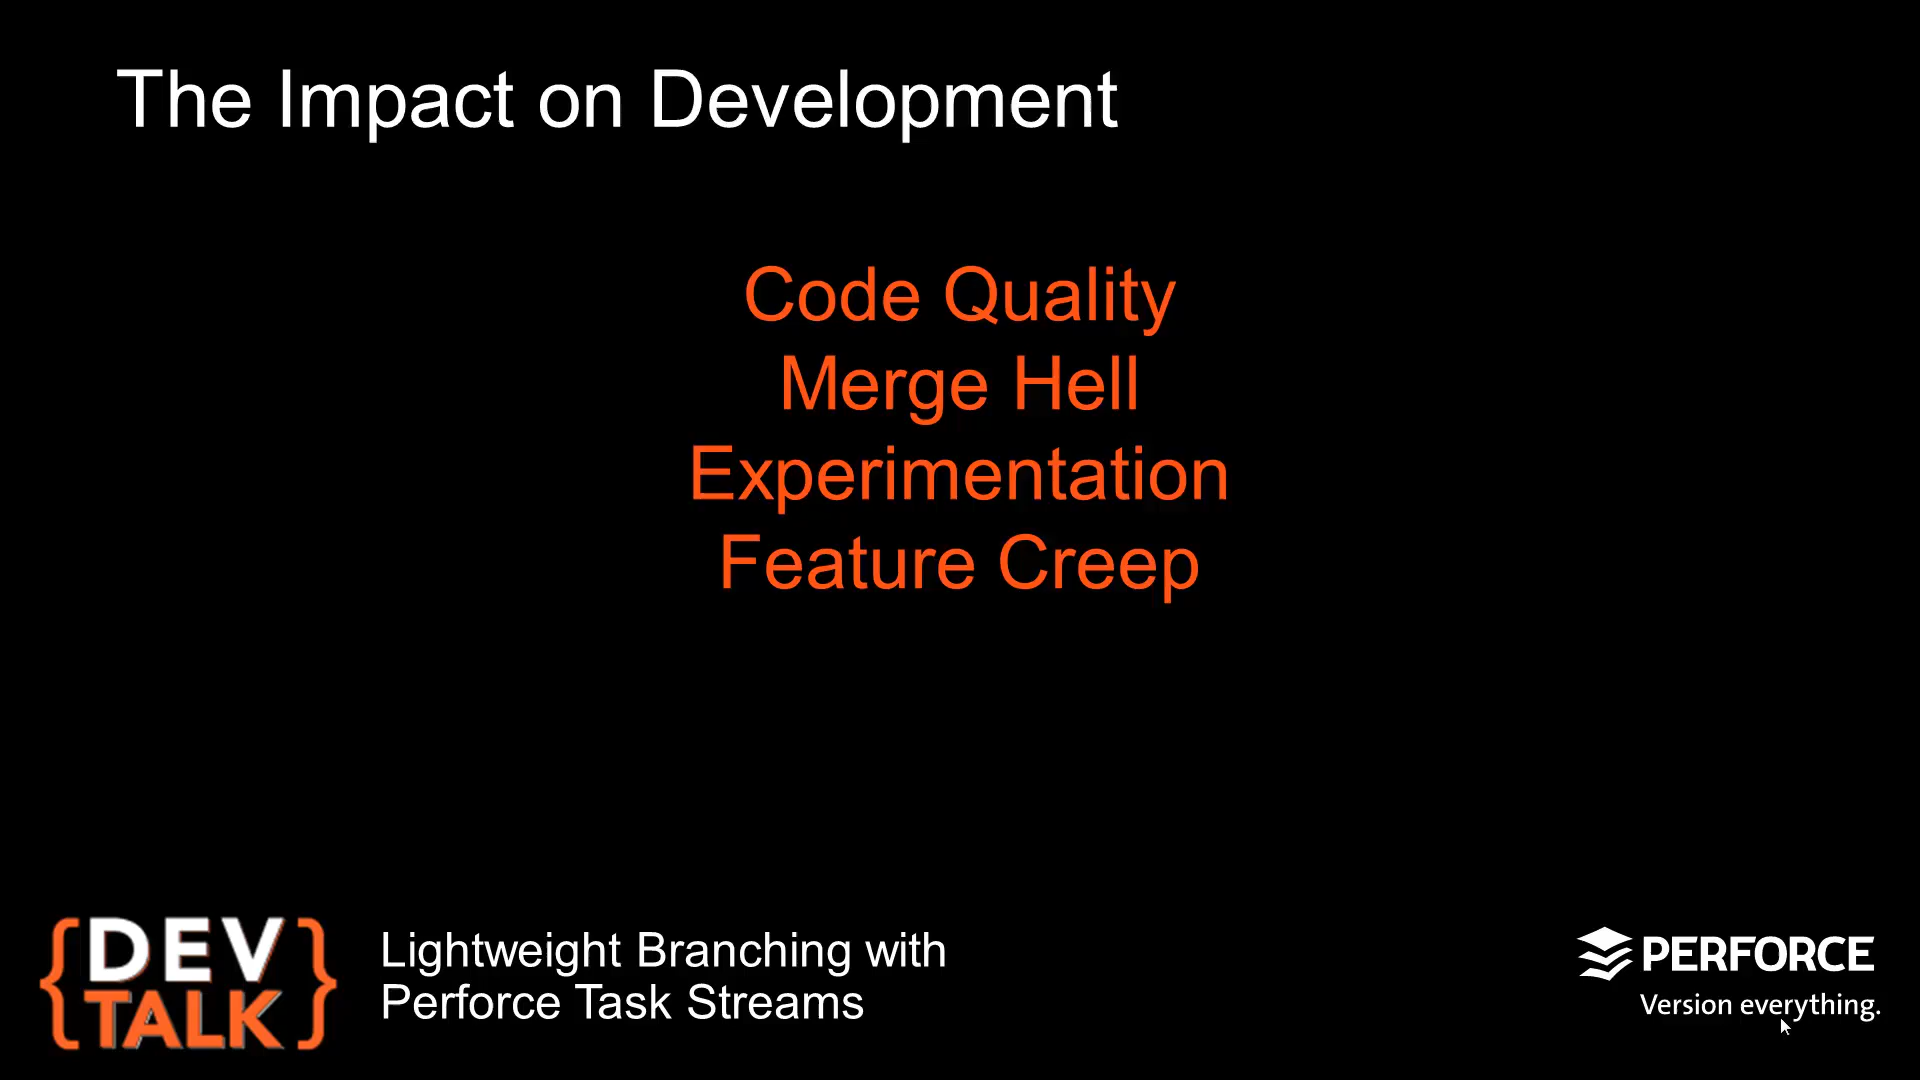 The Impact on Development
Code Quality
Merge Hell
Experimentation
Feature Creep
{DEV
TALK}
Lightweight Branching with
Perforce Task Streams
PERFORCE
Version everything.